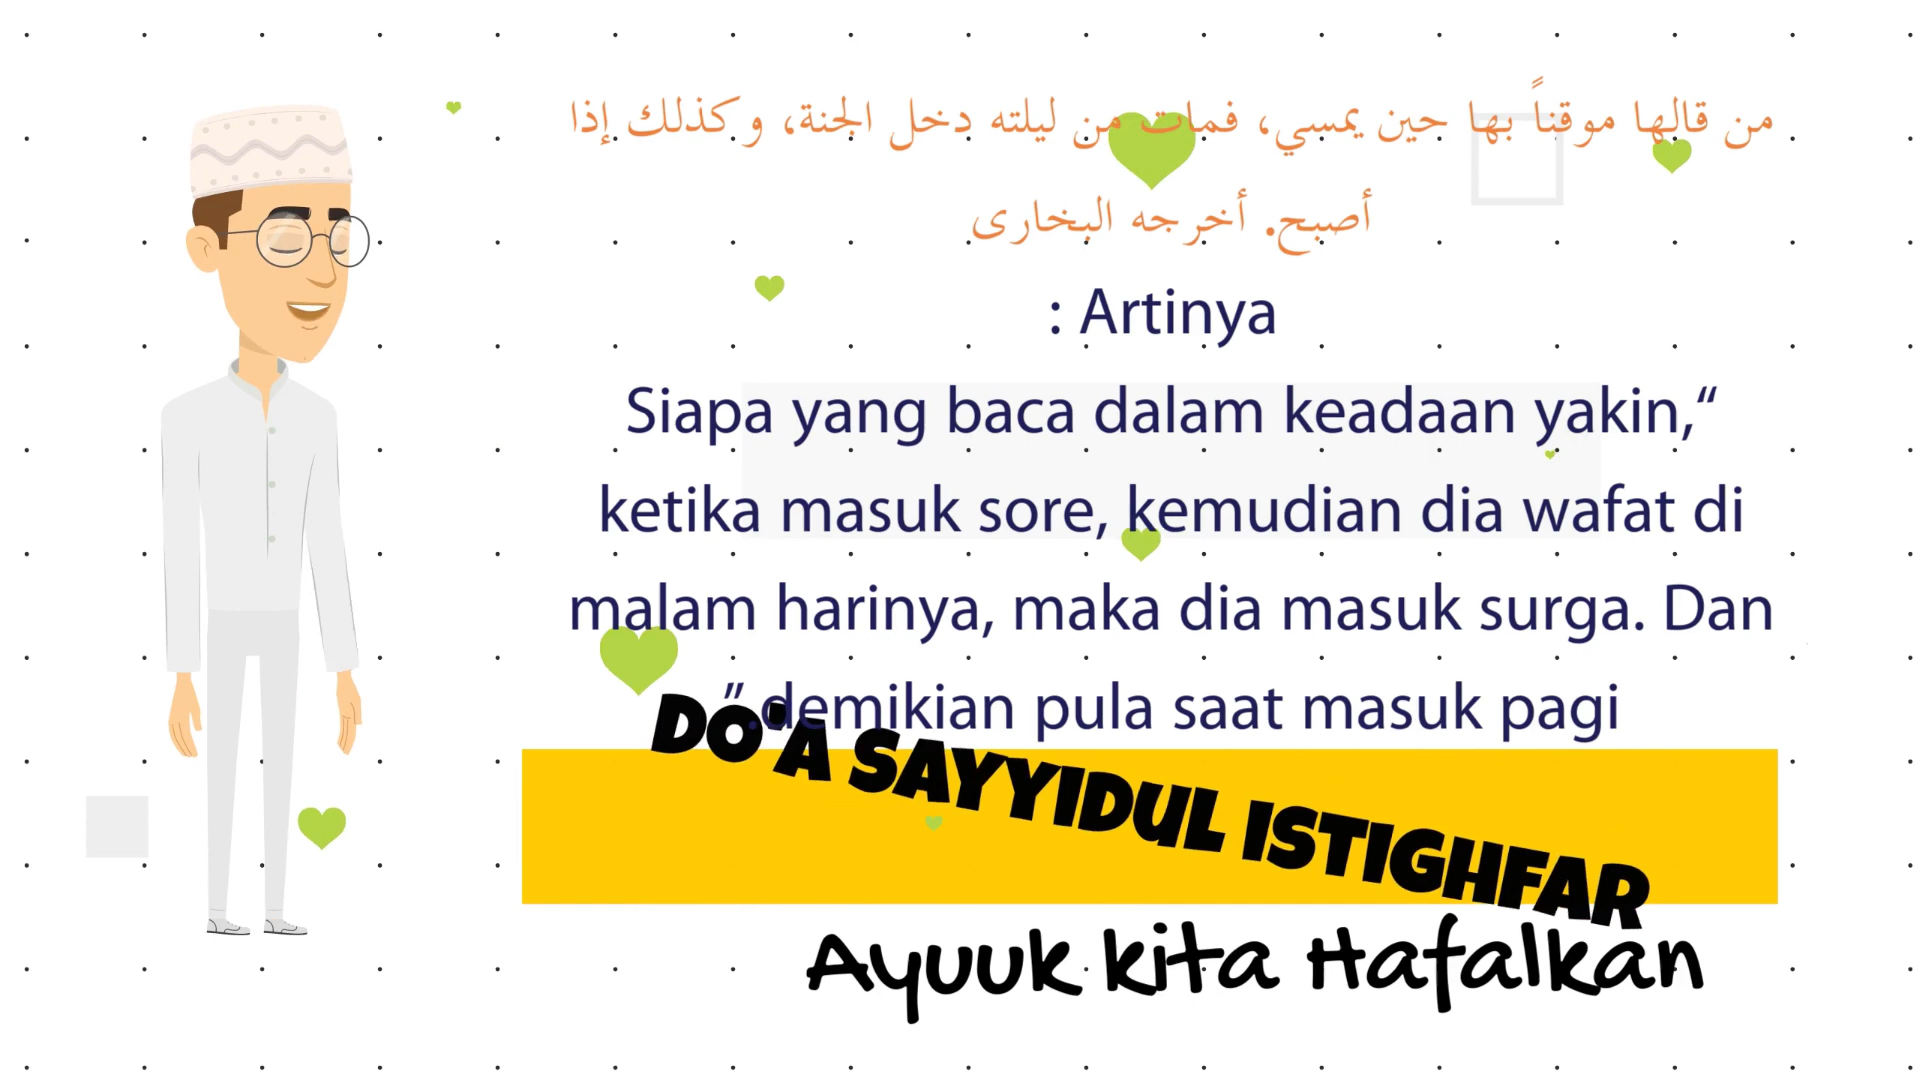 من قالها موقناً بها حين يمسي، فمات من ليلته دخل الجنة، وكذلك إذا
أصبح. أخرجه البخارى
: Artinya
Siapa yang baca dalam keadaan yakin,“
ketika masuk sore, kemudian dia wafat di
malam harinya, maka dia masuk surga. Dan
”.demikian pula saat masuk pagi
DO'A SAYYIDUL ISTIGHFAR
Ayuuk kita Hafalkan